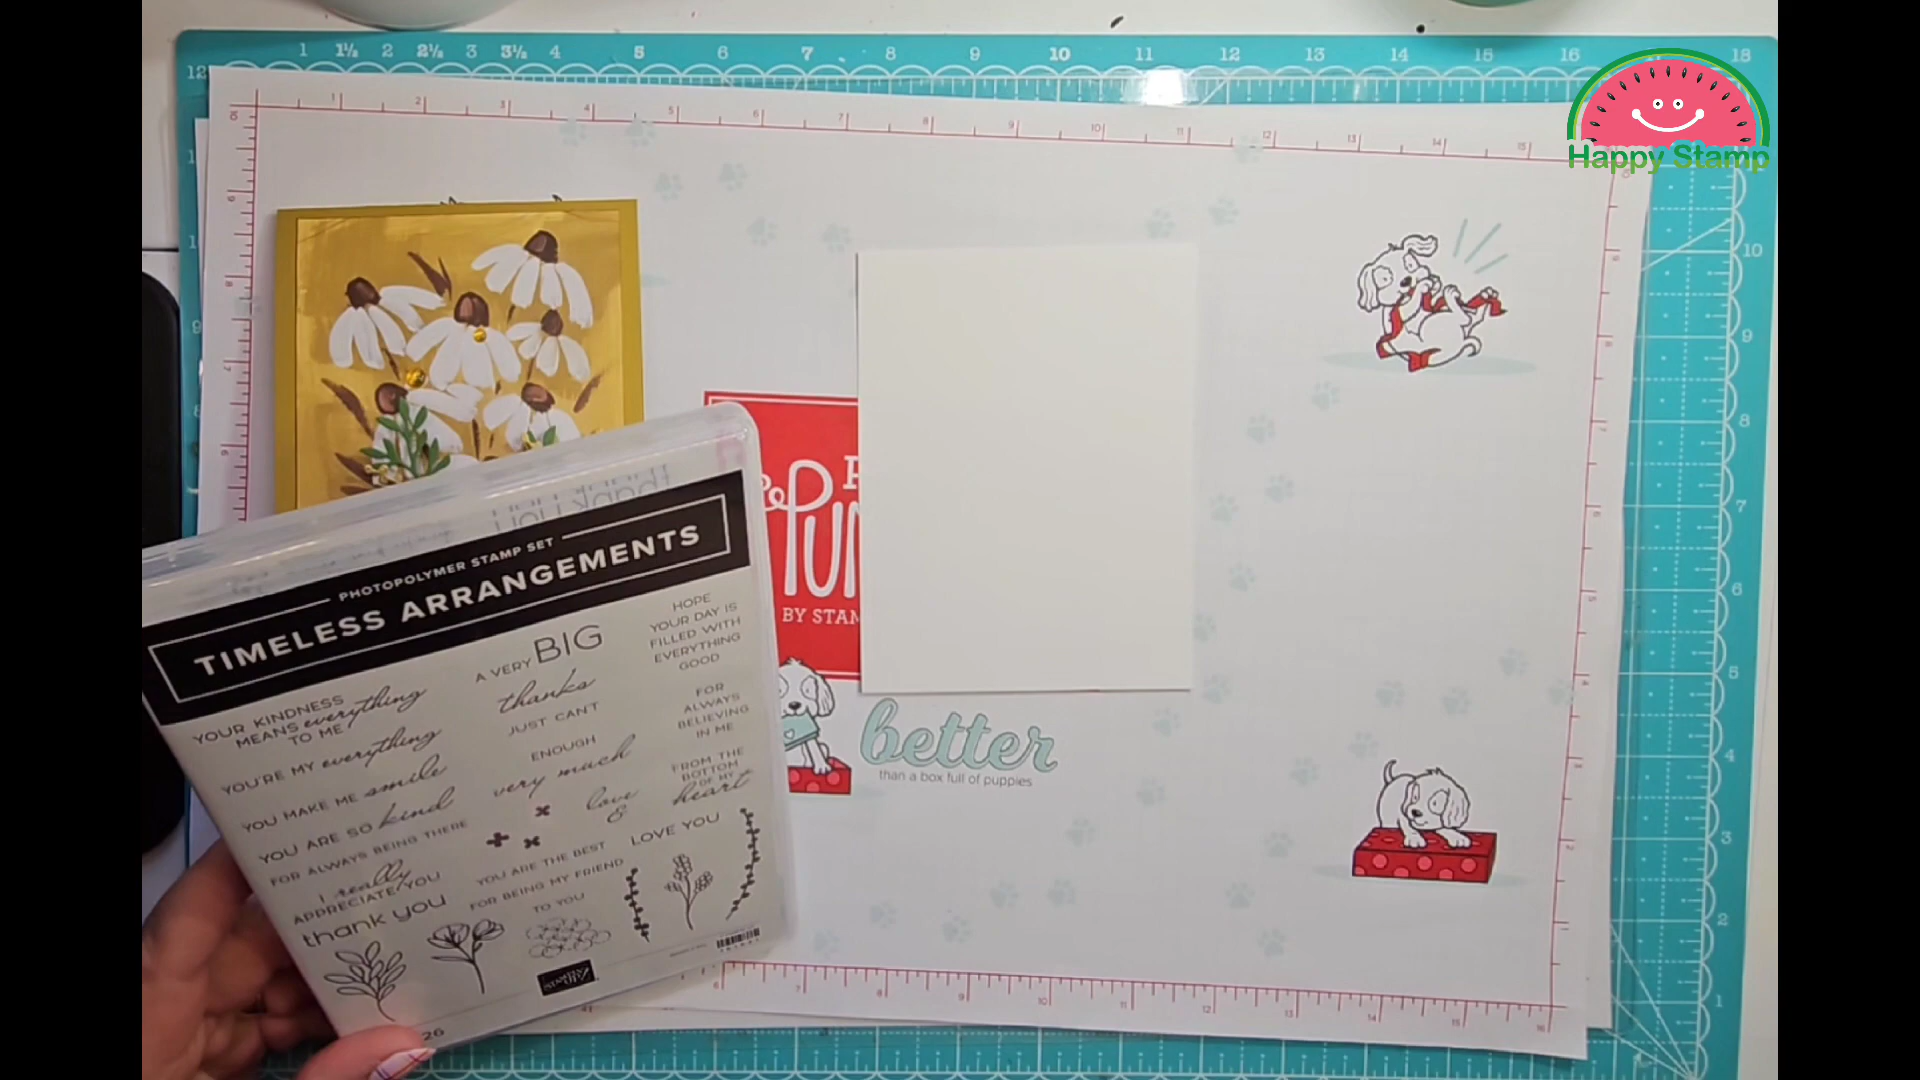 Happy Stamp
PHOTOPOLYMER STAMP SET
TIMELESS ARRANGEMENTS
YOUR KINDNESS
MEANS everything
TO ME
YOU'RE MY everything
YOU MAKE ME smile
YOU ARE SO kind
FOR ALWAYS BEING THERE
I really
APPRECIATE YOU
thank you
A VERY BIG
thanks
JUST CAN'T
ENOUGH
very much
love
&
YOU ARE THE BEST
FOR BEING MY FRIEND
TO YOU
HOPE
YOUR DAY IS
FILLED WITH
EVERYTHING
GOOD
FOR
ALWAYS
BELIEVING
IN ME
FROM THE
BOTTOM
OF MY
heart
LOVE YOU
STAMPIN' UP!
26
BY STAM
better
than a box full of puppies